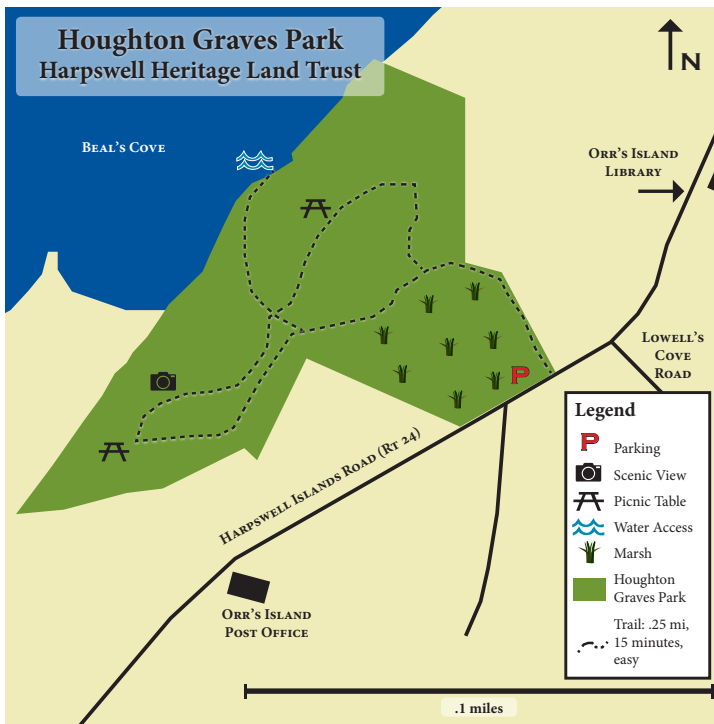 Houghton Graves Park
Harpswell Heritage Land Trust
N
Beal's Cove
Orr's Island
Library
Lowell's
Cove
Road
P
Harpswell Islands Road (Rt 24)
Orr's Island
Post Office
Legend
P Parking
Scenic View
Picnic Table
Water Access
Marsh
Houghton
Graves Park
Trail: .25 mi,
15 minutes,
easy
.1 miles